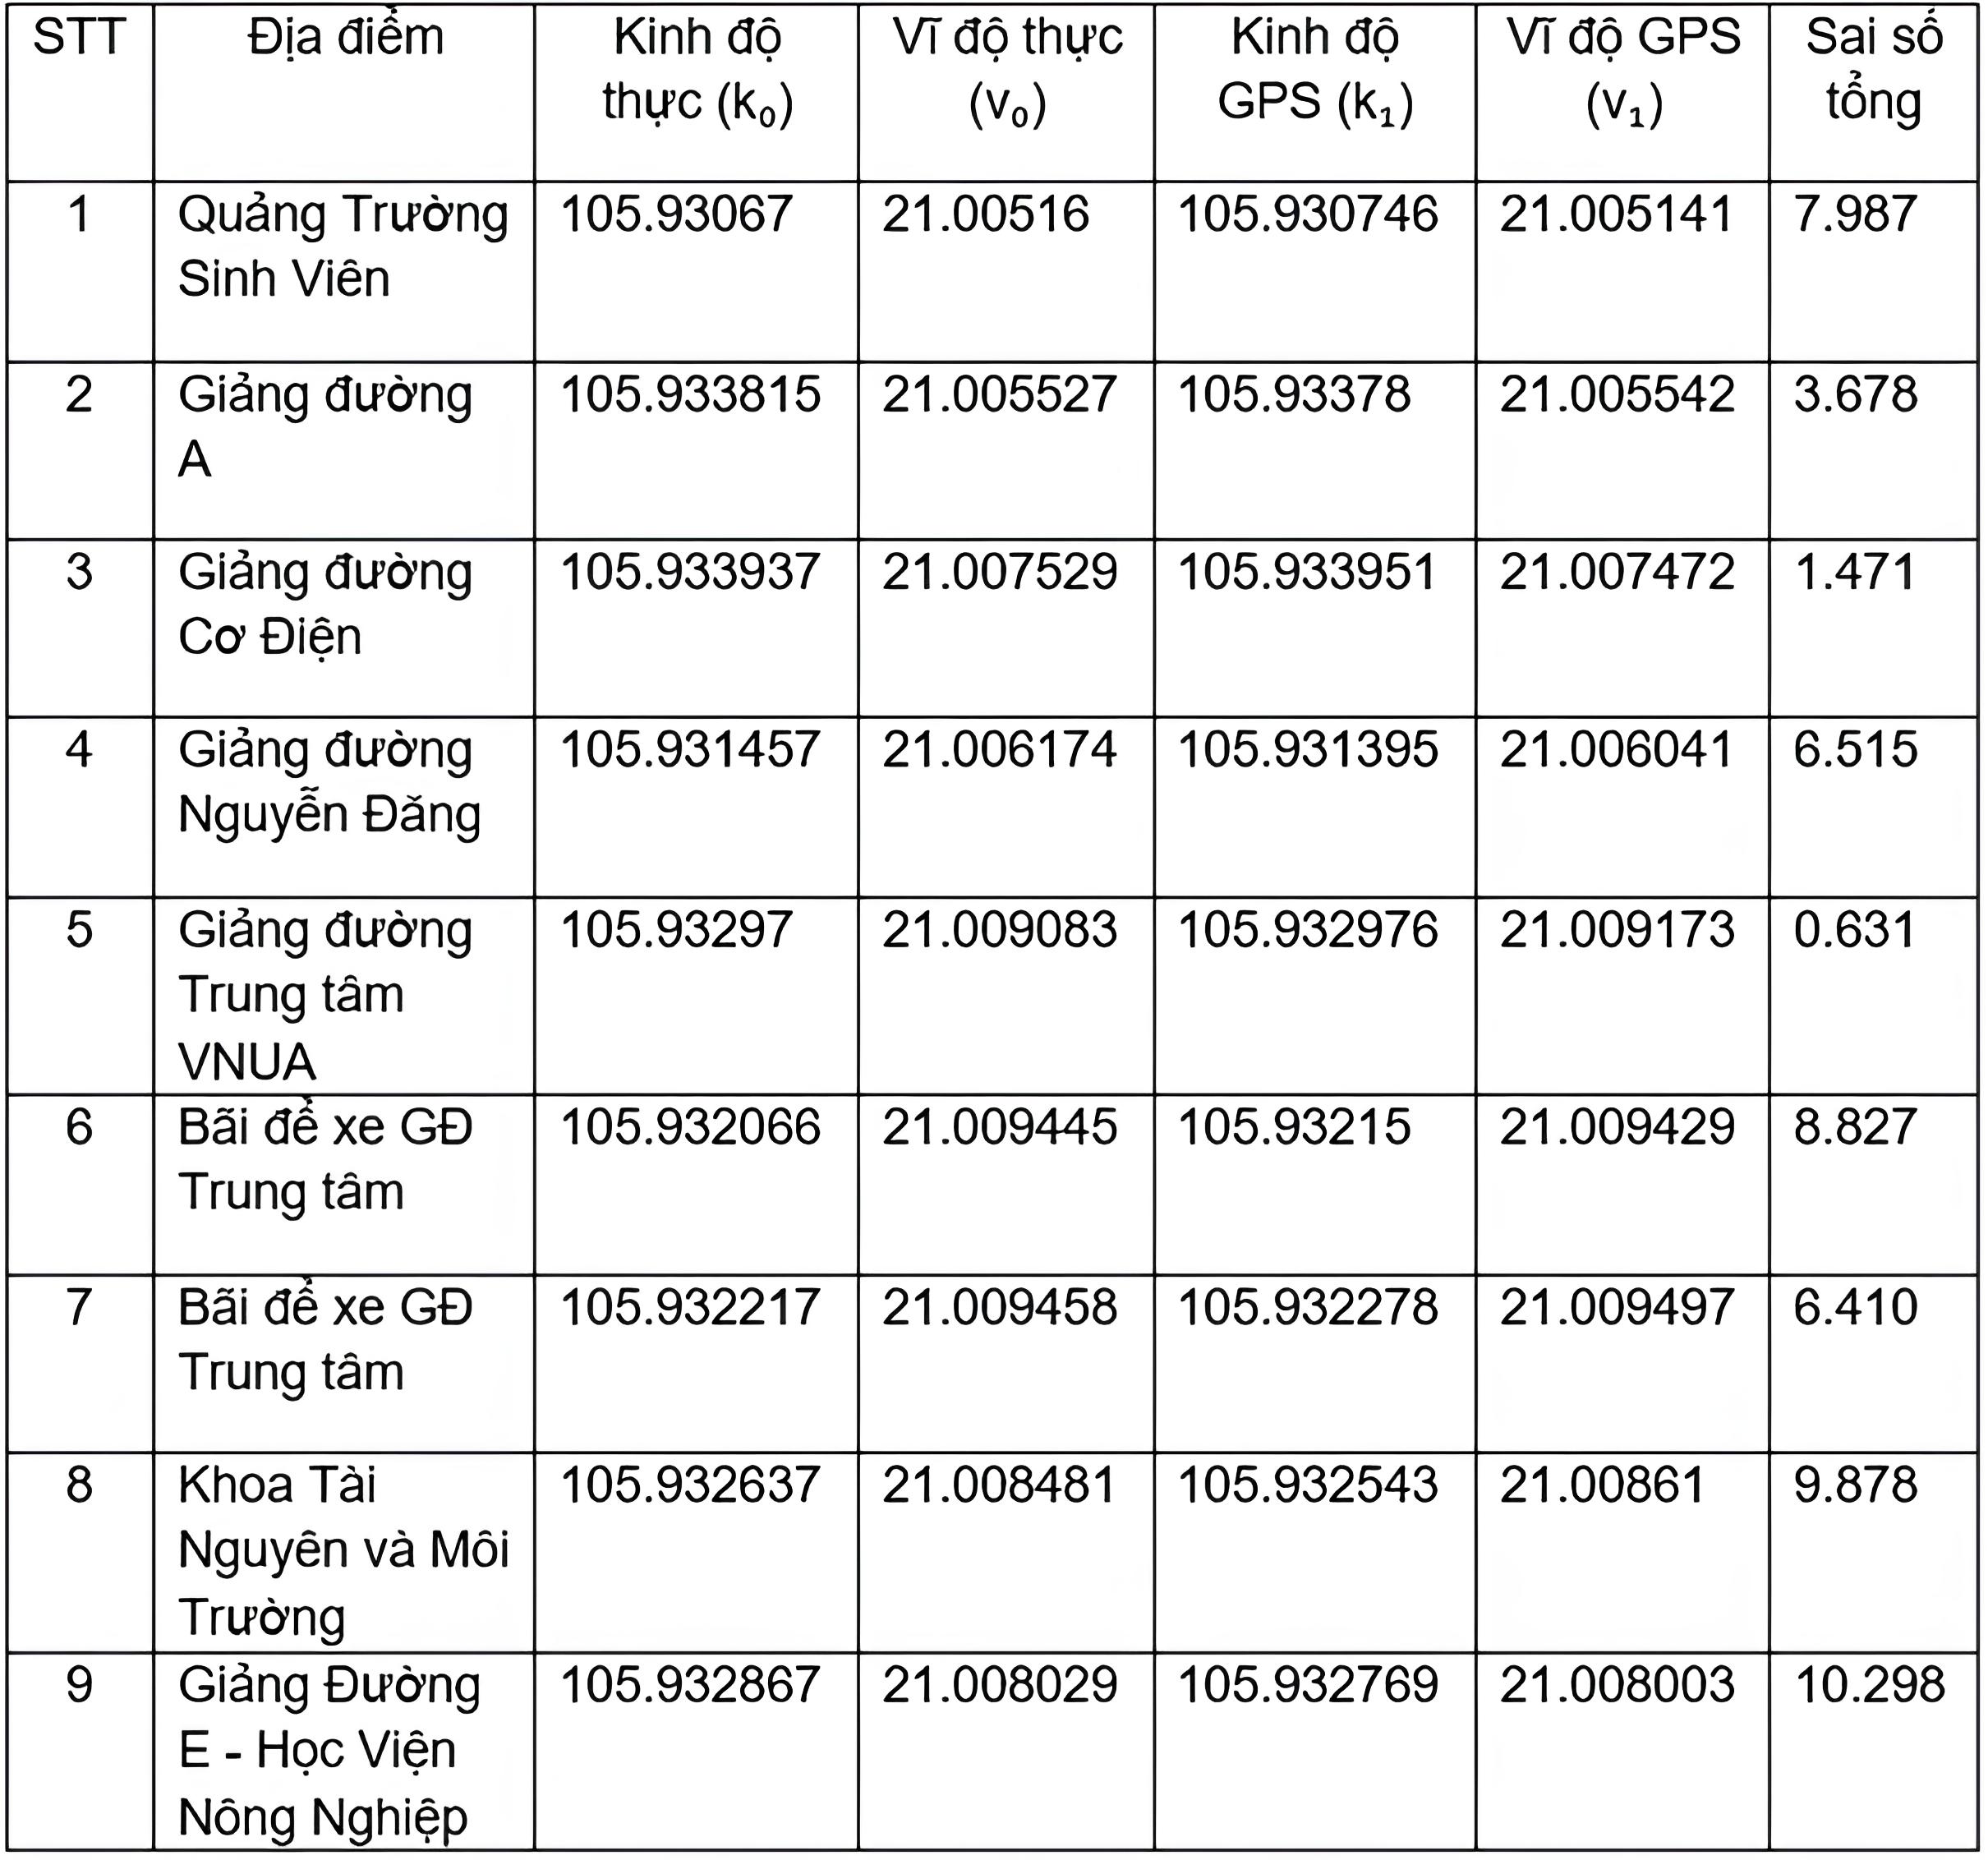 STT Địa điểm Kinh độ Vĩ độ thực Kinh độ Vĩ độ GPS Sai số
thực (k₀) (v₀) GPS (k₁) (v₁) tổng
1 Quảng Trường 105.93067 21.00516 105.930746 21.005141 7.987
Sinh Viên
2 Giảng đường 105.933815 21.005527 105.93378 21.005542 3.678
A
3 Giảng đường 105.933937 21.007529 105.933951 21.007472 1.471
Cơ Điện
4 Giảng đường 105.931457 21.006174 105.931395 21.006041 6.515
Nguyễn Đăng
5 Giảng đường 105.93297 21.009083 105.932976 21.009173 0.631
Trung tâm
VNUA
6 Bãi để xe GĐ 105.932066 21.009445 105.93215 21.009429 8.827
Trung tâm
7 Bãi để xe GĐ 105.932217 21.009458 105.932278 21.009497 6.410
Trung tâm
8 Khoa Tài 105.932637 21.008481 105.932543 21.00861 9.878
Nguyên và Môi
Trường
9 Giảng Đường 105.932867 21.008029 105.932769 21.008003 10.298
E - Học Viện
Nông Nghiệp